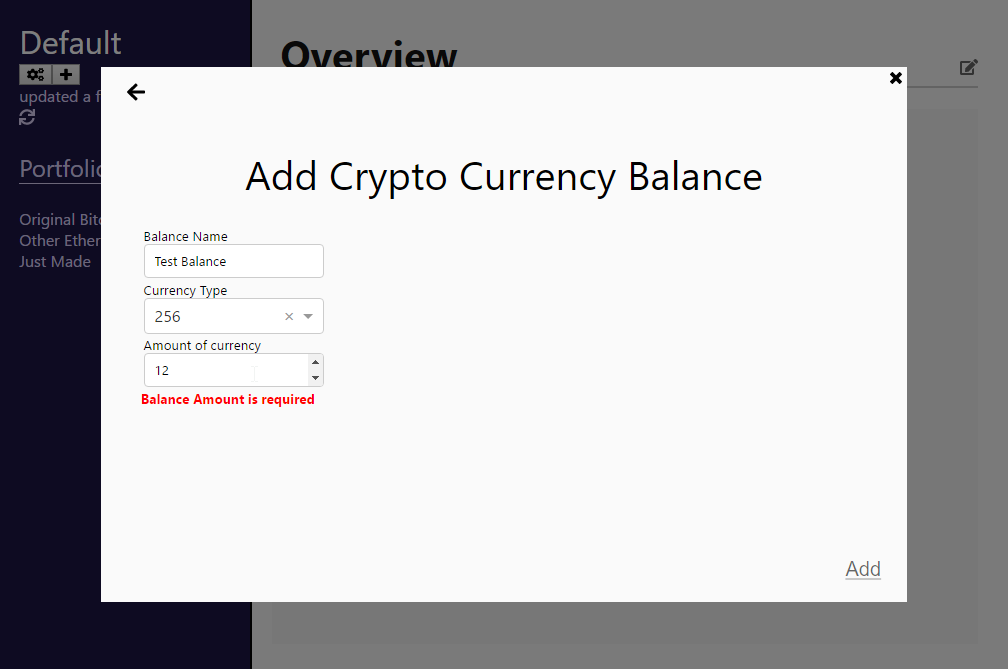 Default
Overview
updated a f
Portfolio
Original Bitc
Other Ether
Just Made
Add Crypto Currency Balance
Balance Name
Test Balance
Currency Type
256
Amount of currency
12
Balance Amount is required
Add